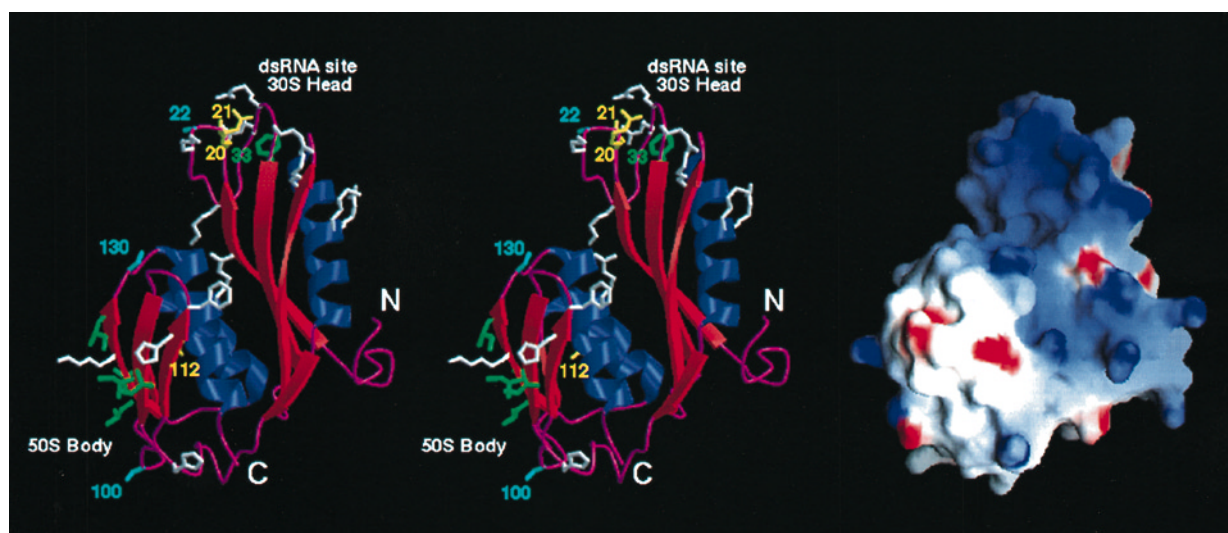 dsRNA site
30S Head
22
21
20
33
130
N
112
50S Body
C
100
dsRNA site
30S Head
22
21
20
33
130
N
112
50S Body
C
100